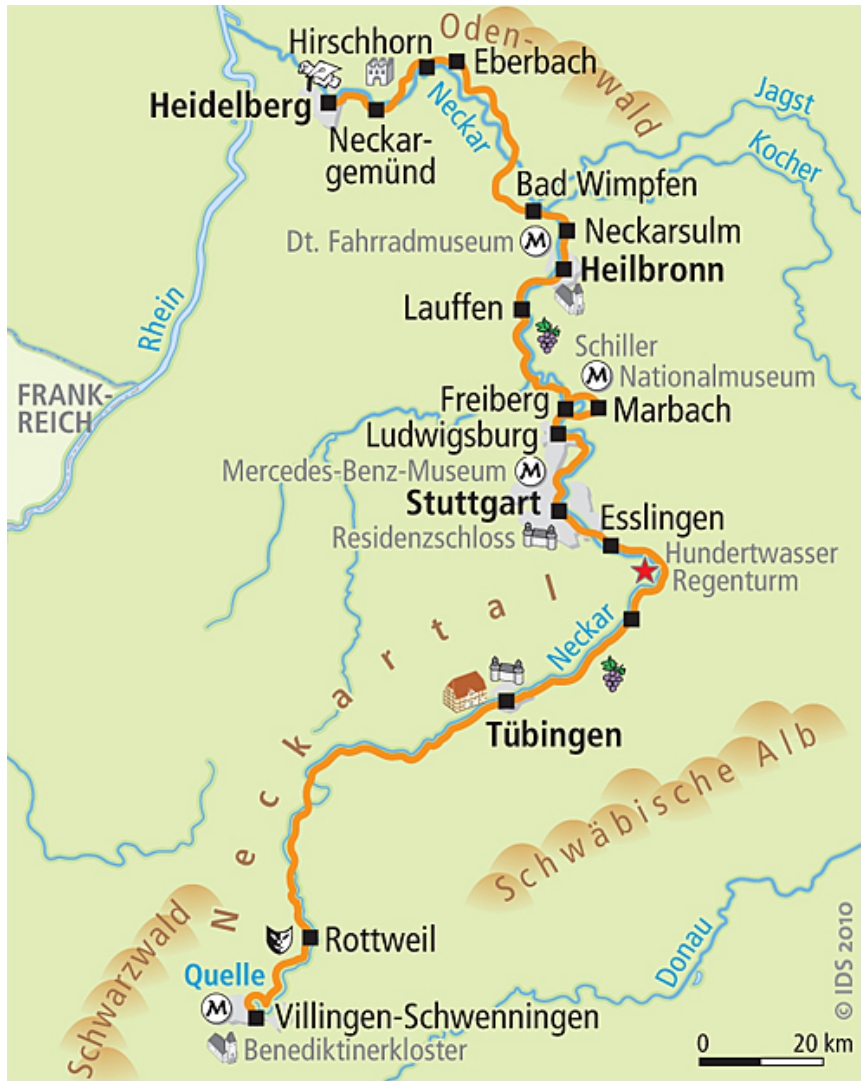 Oden-
wald
Hirschhorn
Eberbach
Heidelberg
Neckar-
gemünd
Neckar
Jagst
Kocher
Bad Wimpfen
Dt. Fahrradmuseum
M
Neckarsulm
Heilbronn
Rhein
Lauffen
Schiller
M
Nationalmuseum
FRANK-
REICH
Freiberg
Marbach
Ludwigsburg
Mercedes-Benz-Museum
M
Stuttgart
Esslingen
Residenzschloss
Hundertwasser
Regenturm
Neckartal
Neckar
Tübingen
Schwäbische Alb
Schwarzwald
Rottweil
Donau
Quelle
M
Villingen-Schwenningen
Benediktinerkloster
0 20 km
© IDS 2010